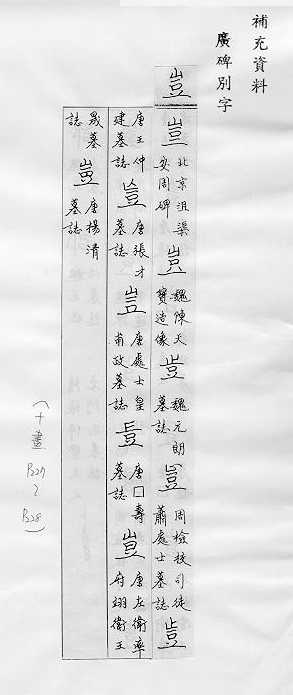 補充資料
廣碑別字
豈
豈 北京沮渠安周碑 豈 魏陳天寶造像 豈 魏元朗墓誌 豈 周檢校司徒蕭處士墓誌 豈
唐王仲建墓誌 豈 唐張才墓誌 豈 唐處士皇甫政墓誌 豈 唐□壽墓誌 豈 唐左衛率府翊衛王
晟墓誌 豈 唐楊清墓誌
(十畫 B27~B28)